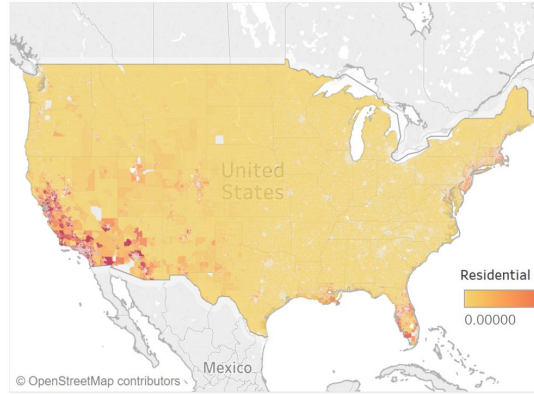 United
States
Residential
0.00000
Mexico
© OpenStreetMap contributors